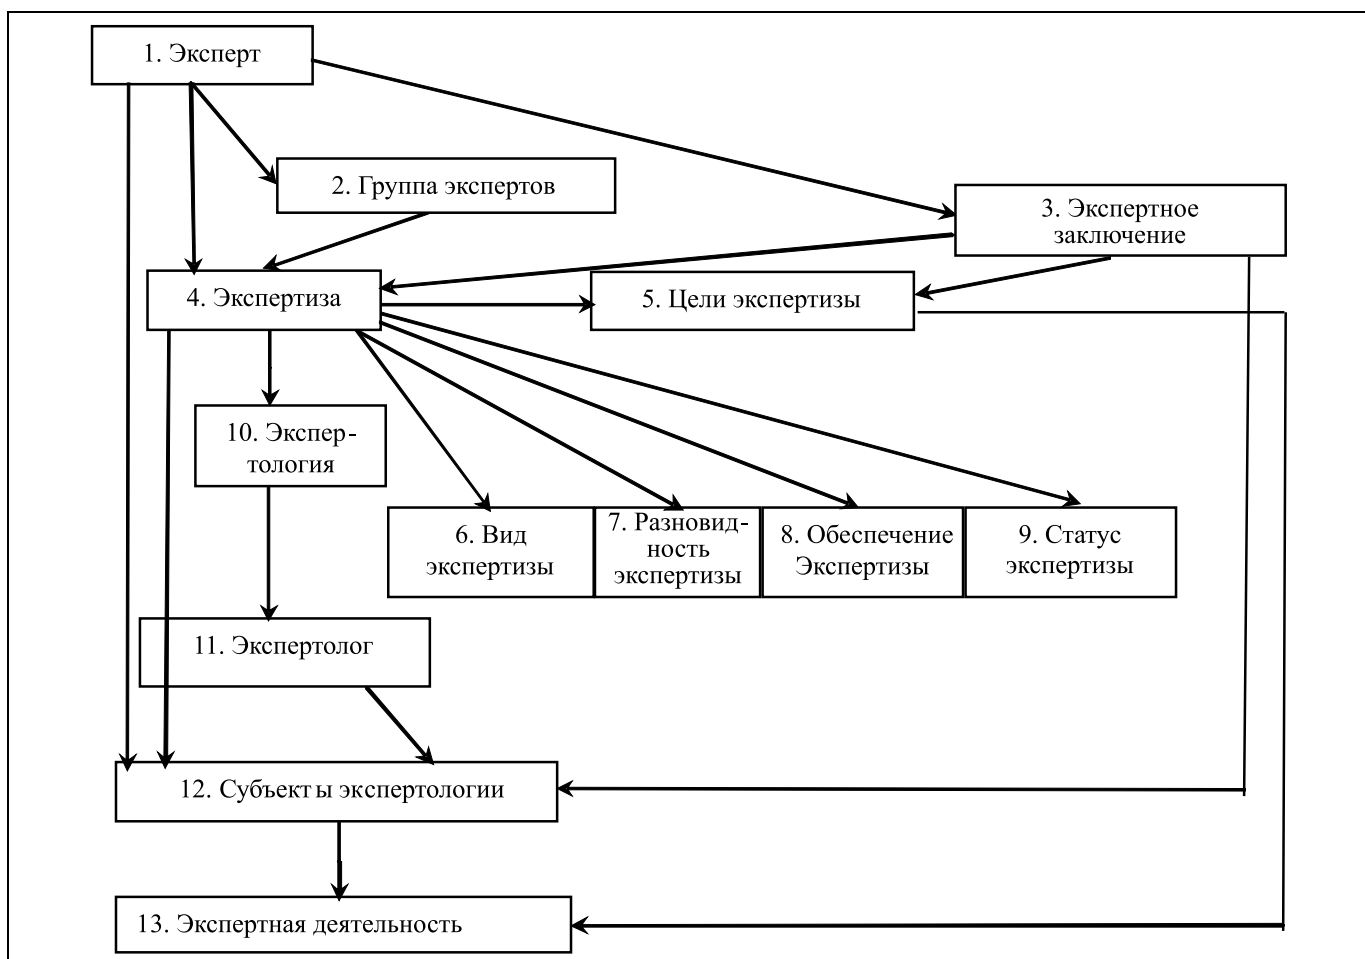 1. Эксперт
2. Группа экспертов
3. Экспертное
заключение
4. Экспертиза
5. Цели экспертизы
10. Экспер-
тология
6. Вид
экспертизы
7. Разновид-
ность
экспертизы
8. Обеспечение
Экспертизы
9. Статус
экспертизы
11. Экспертолог
12. Субъекты экспертологии
13. Экспертная деятельность